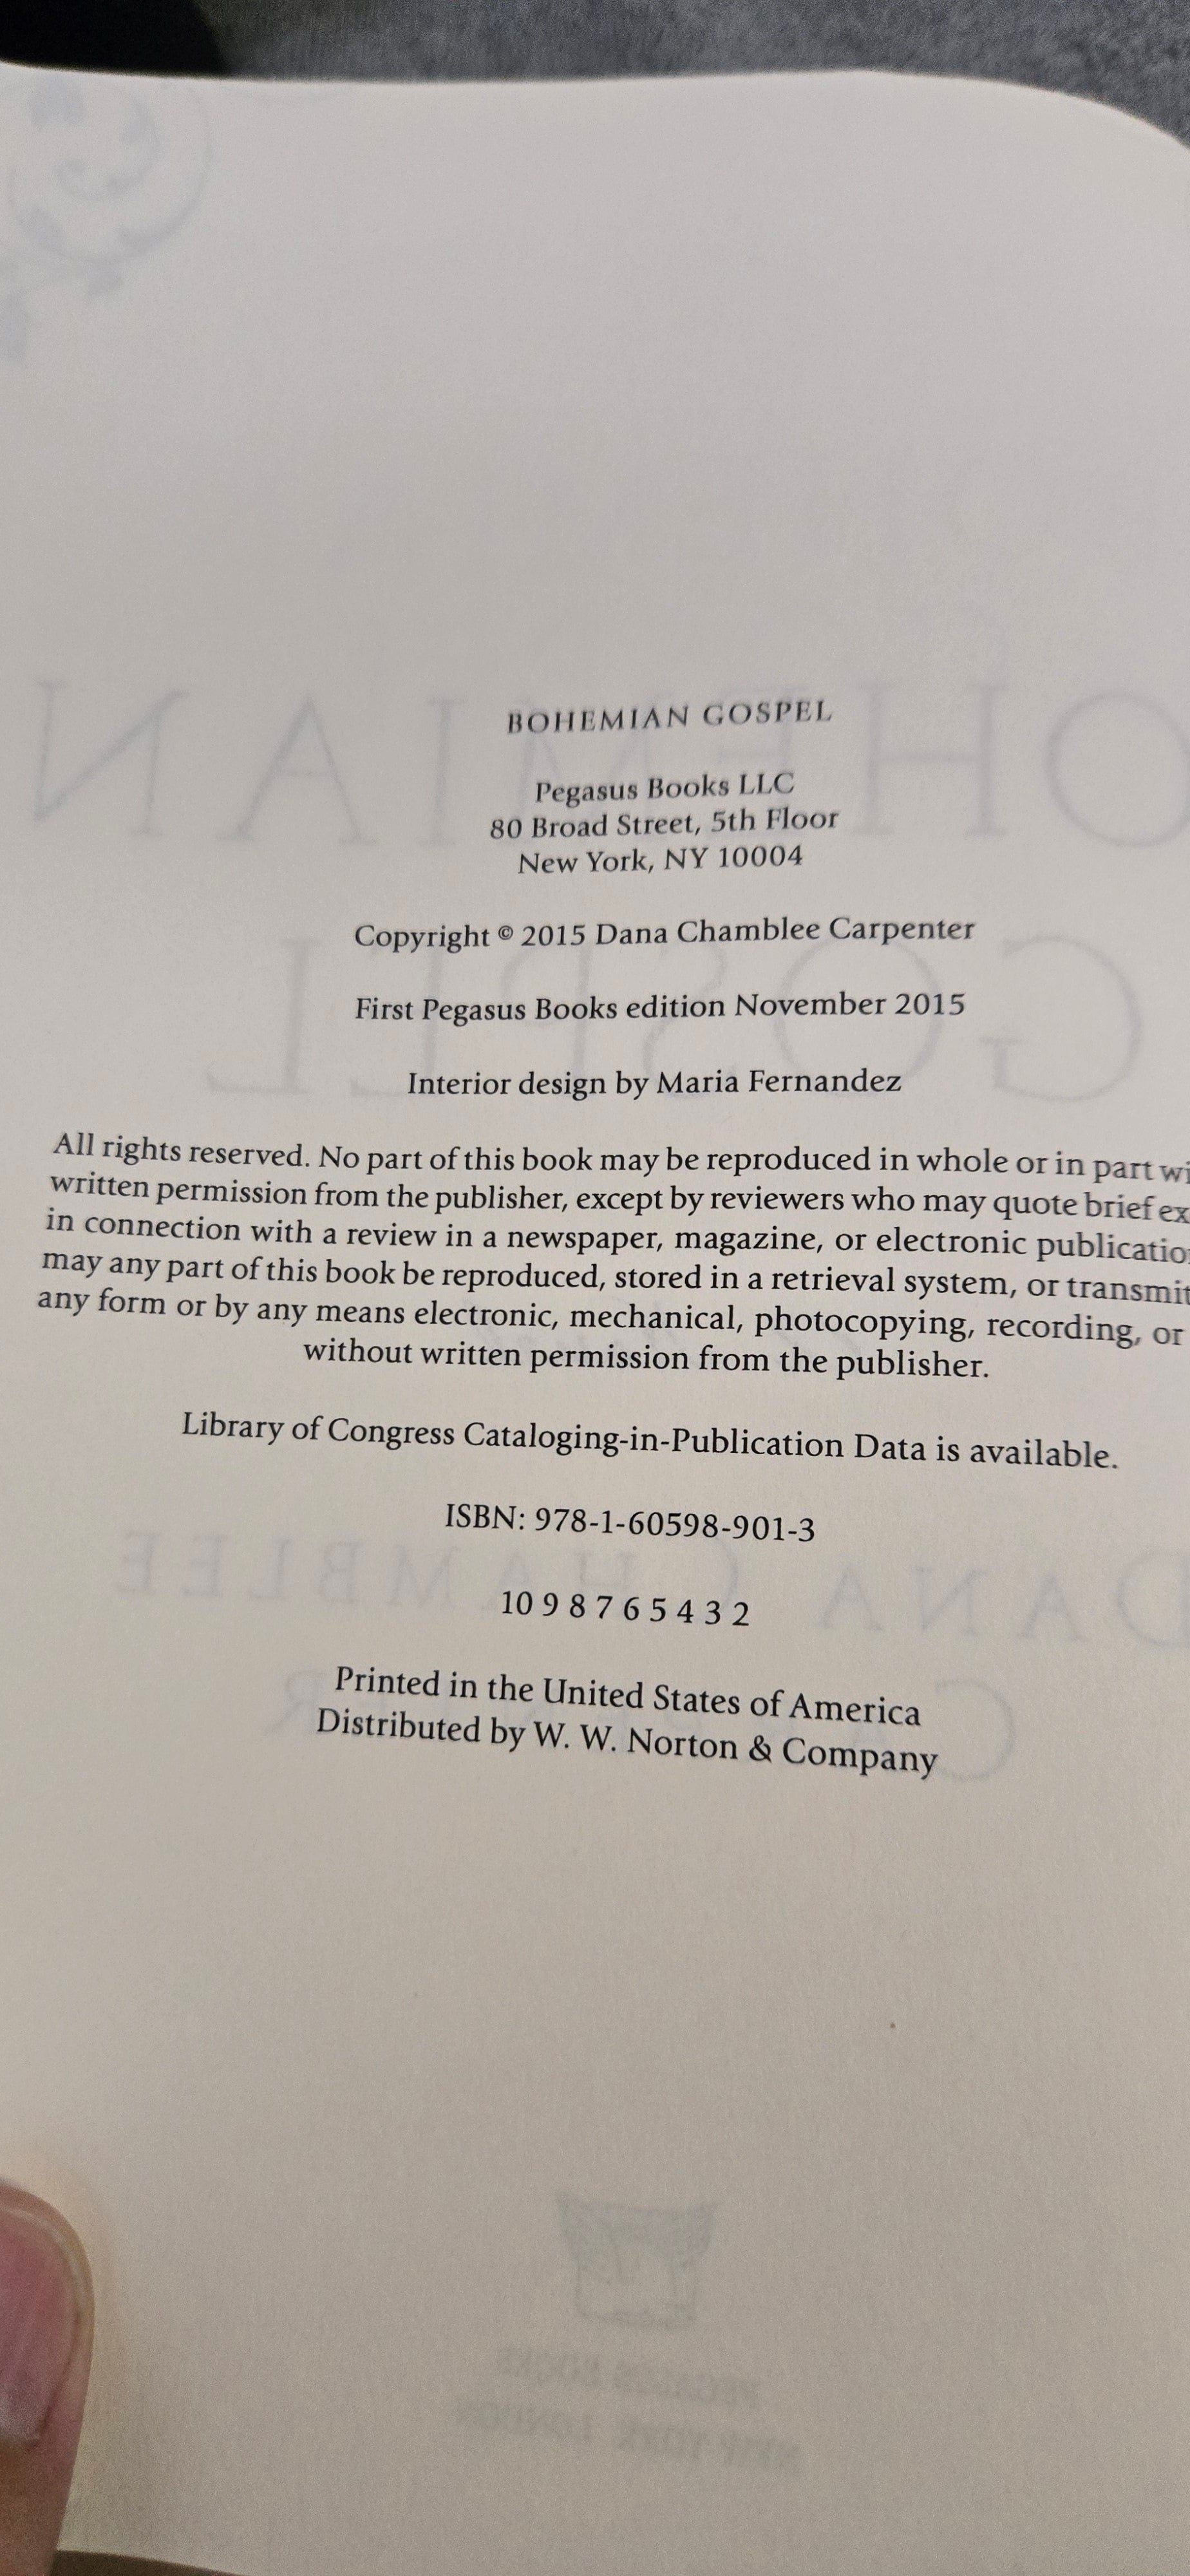 BOHEMIAN GOSPEL
Pegasus Books LLC
80 Broad Street, 5th Floor
New York, NY 10004
Copyright © 2015 Dana Chamblee Carpenter
First Pegasus Books edition November 2015
Interior design by Maria Fernandez
All rights reserved. No part of this book may be reproduced in whole or in part wi
written permission from the publisher, except by reviewers who may quote brief ex
in connection with a review in a newspaper, magazine, or electronic publicatio
may any part of this book be reproduced, stored in a retrieval system, or transmit
any form or by any means electronic, mechanical, photocopying, recording, or
without written permission from the publisher.
Library of Congress Cataloging-in-Publication Data is available.
ISBN: 978-1-60598-901-3
10 9 8 7 6 5 4 3 2
Printed in the United States of America
Distributed by W. W. Norton & Company